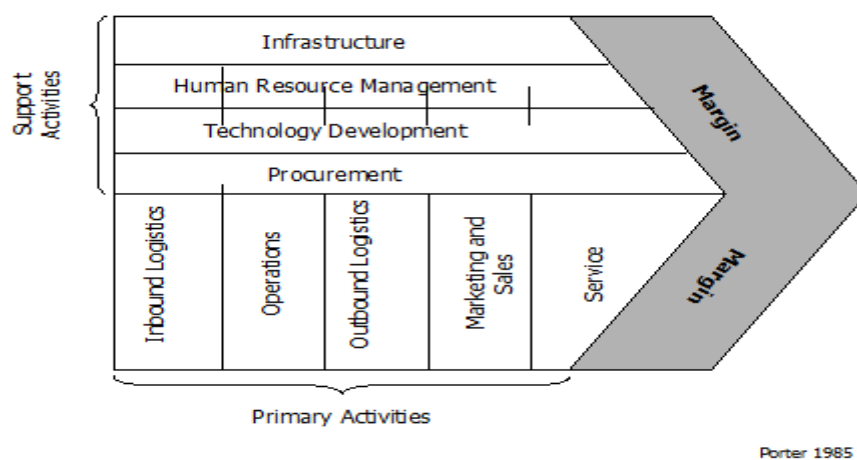 Support
Activities
Infrastructure
Human Resource Management
Technology Development
Procurement
Inbound Logistics
Operations
Outbound Logistics
Marketing and
Sales
Service
Margin
Margin
Primary Activities
Porter 1985